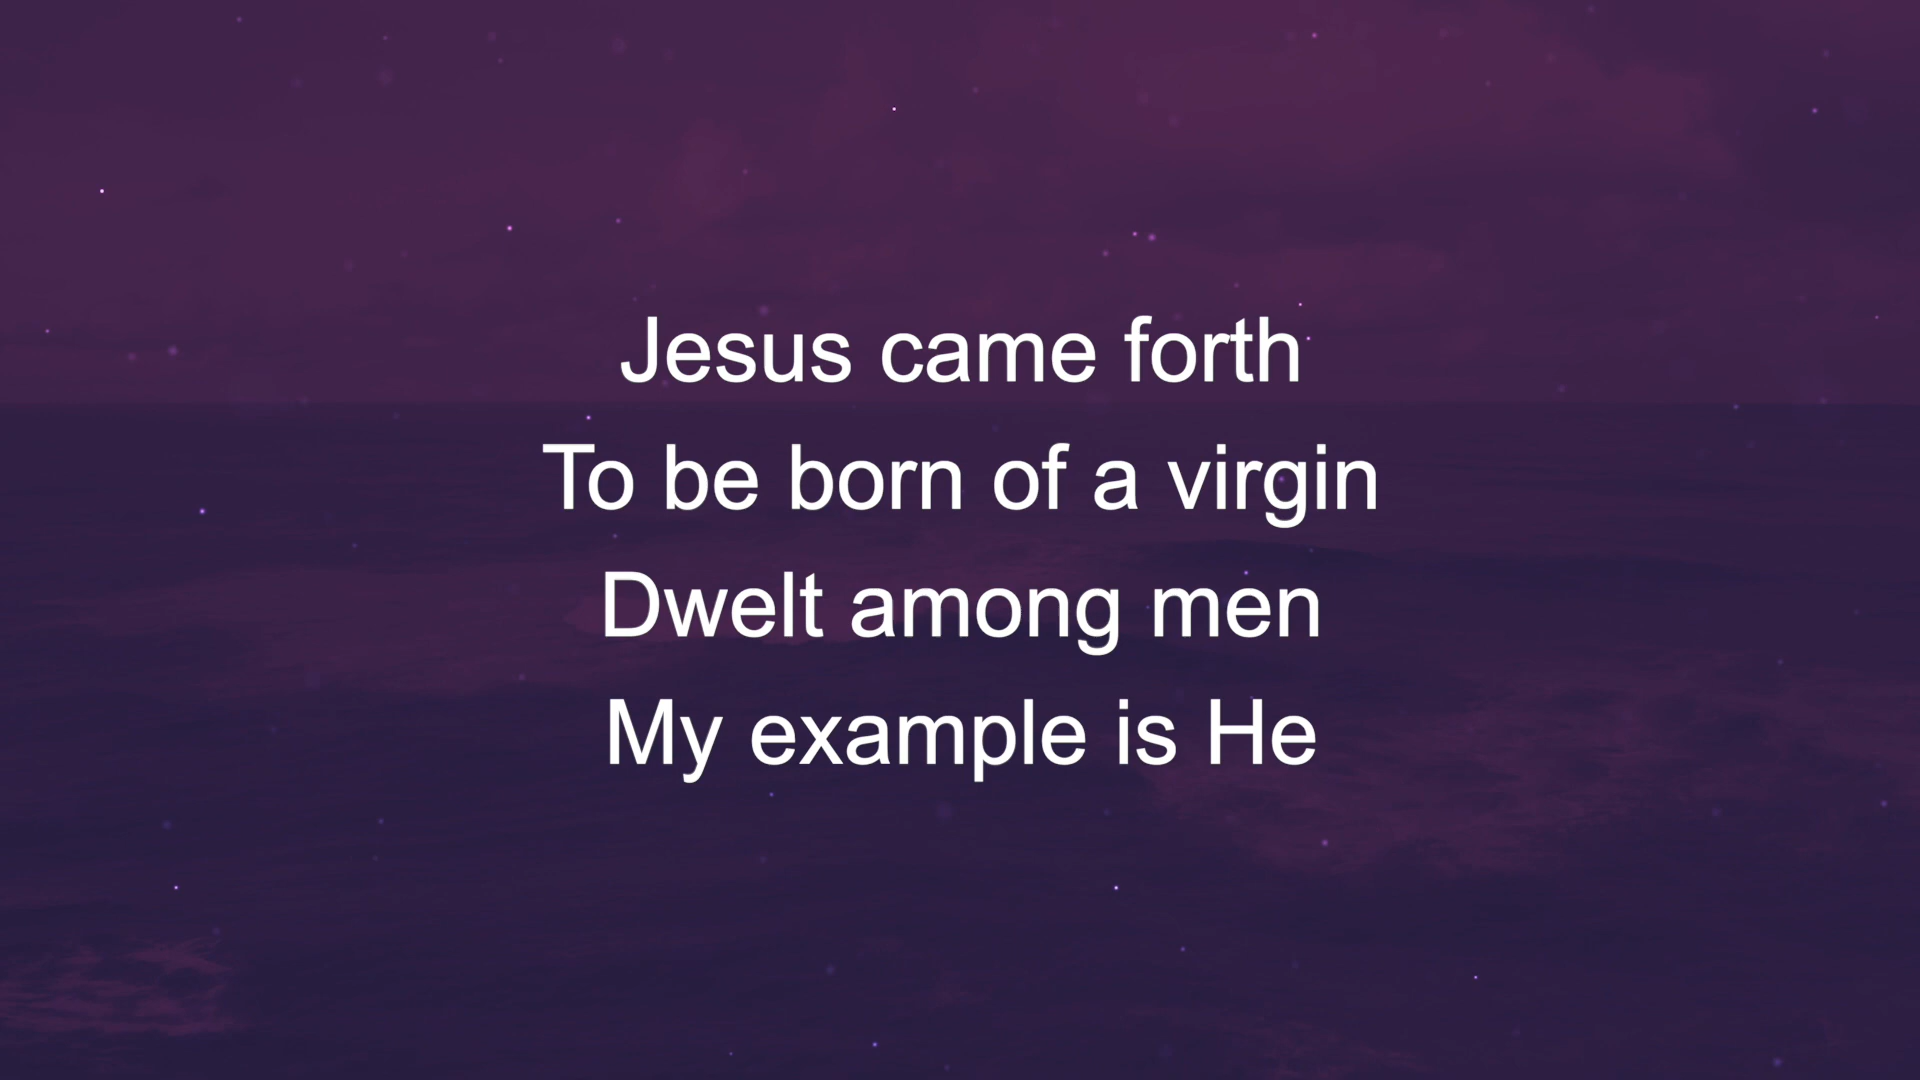 Jesus came forth
To be born of a virgin
Dwelt among men
My example is He